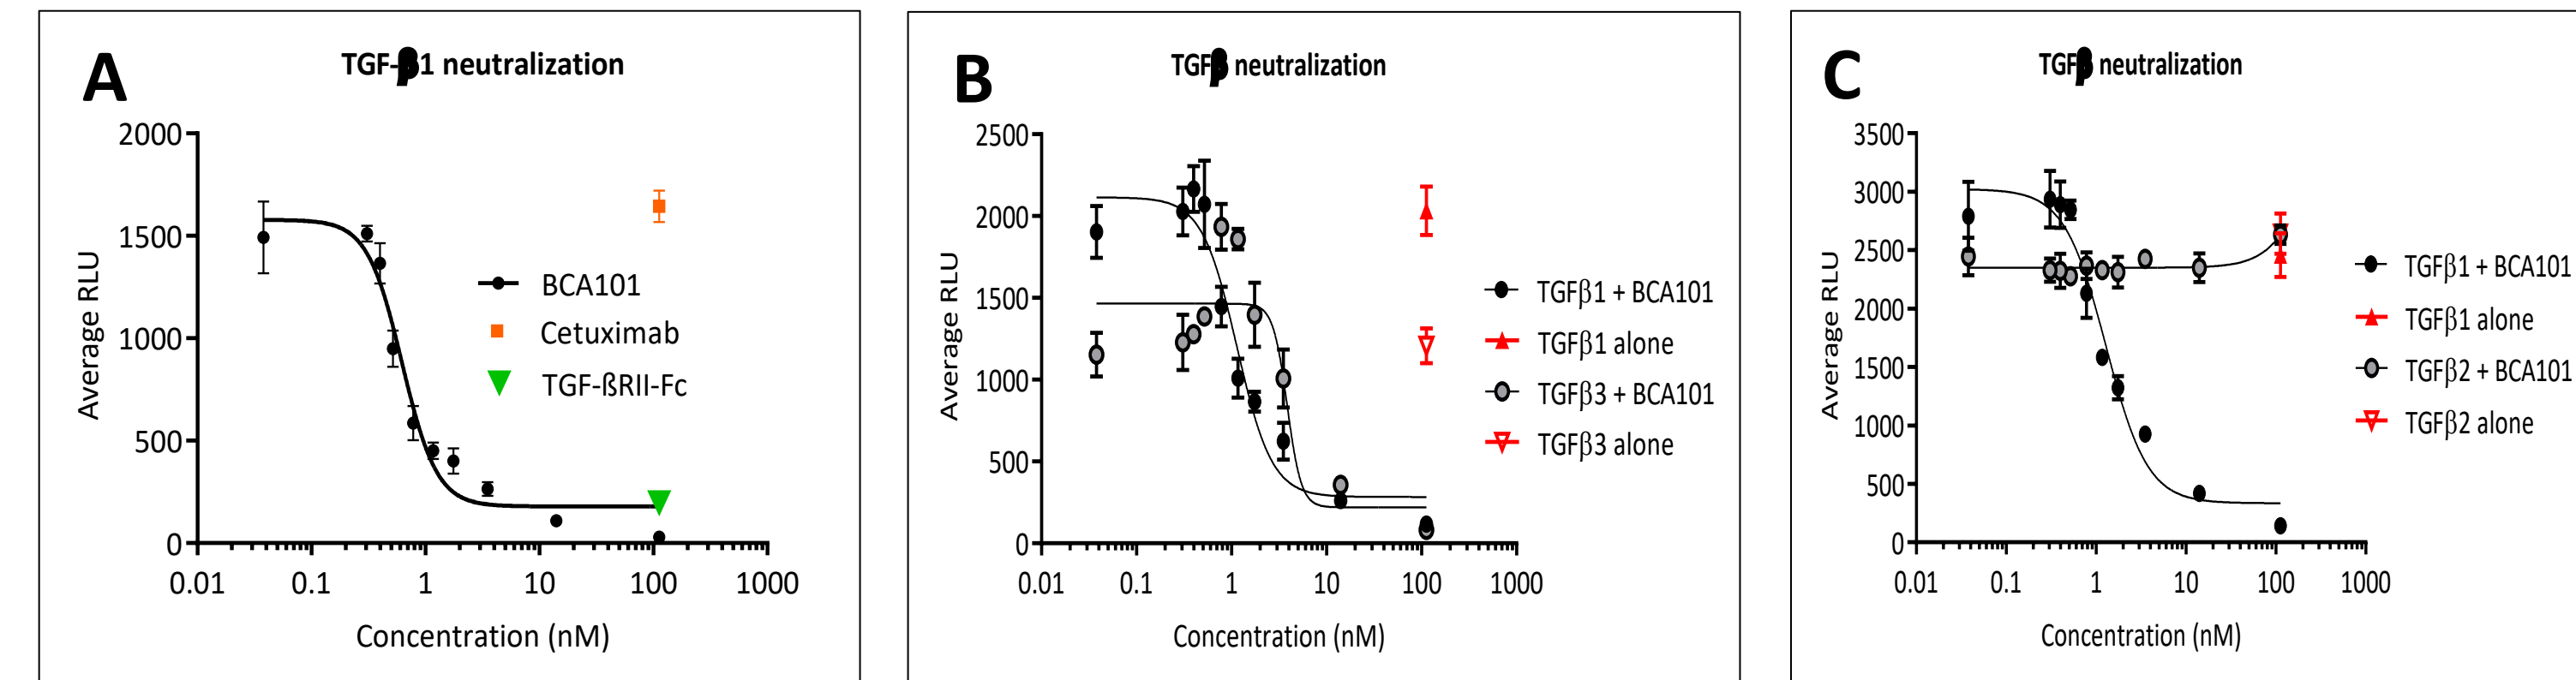 A
TGF-β1 neutralization
2000
1500
1000
500
0
Average RLU
BCA101
Cetuximab
TGF-ßRII-Fc
0.01 0.1 1 10 100 1000
Concentration (nM)
B
TGFβ neutralization
2500
2000
1500
1000
500
0
Average RLU
TGFβ1 + BCA101
TGFβ1 alone
TGFβ3 + BCA101
TGFβ3 alone
0.01 0.1 1 10 100 1000
Concentration (nM)
C
TGFβ neutralization
3500
3000
2500
2000
1500
1000
500
0
Average RLU
TGFβ1 + BCA101
TGFβ1 alone
TGFβ2 + BCA101
TGFβ2 alone
0.01 0.1 1 10 100 1000
Concentration (nM)